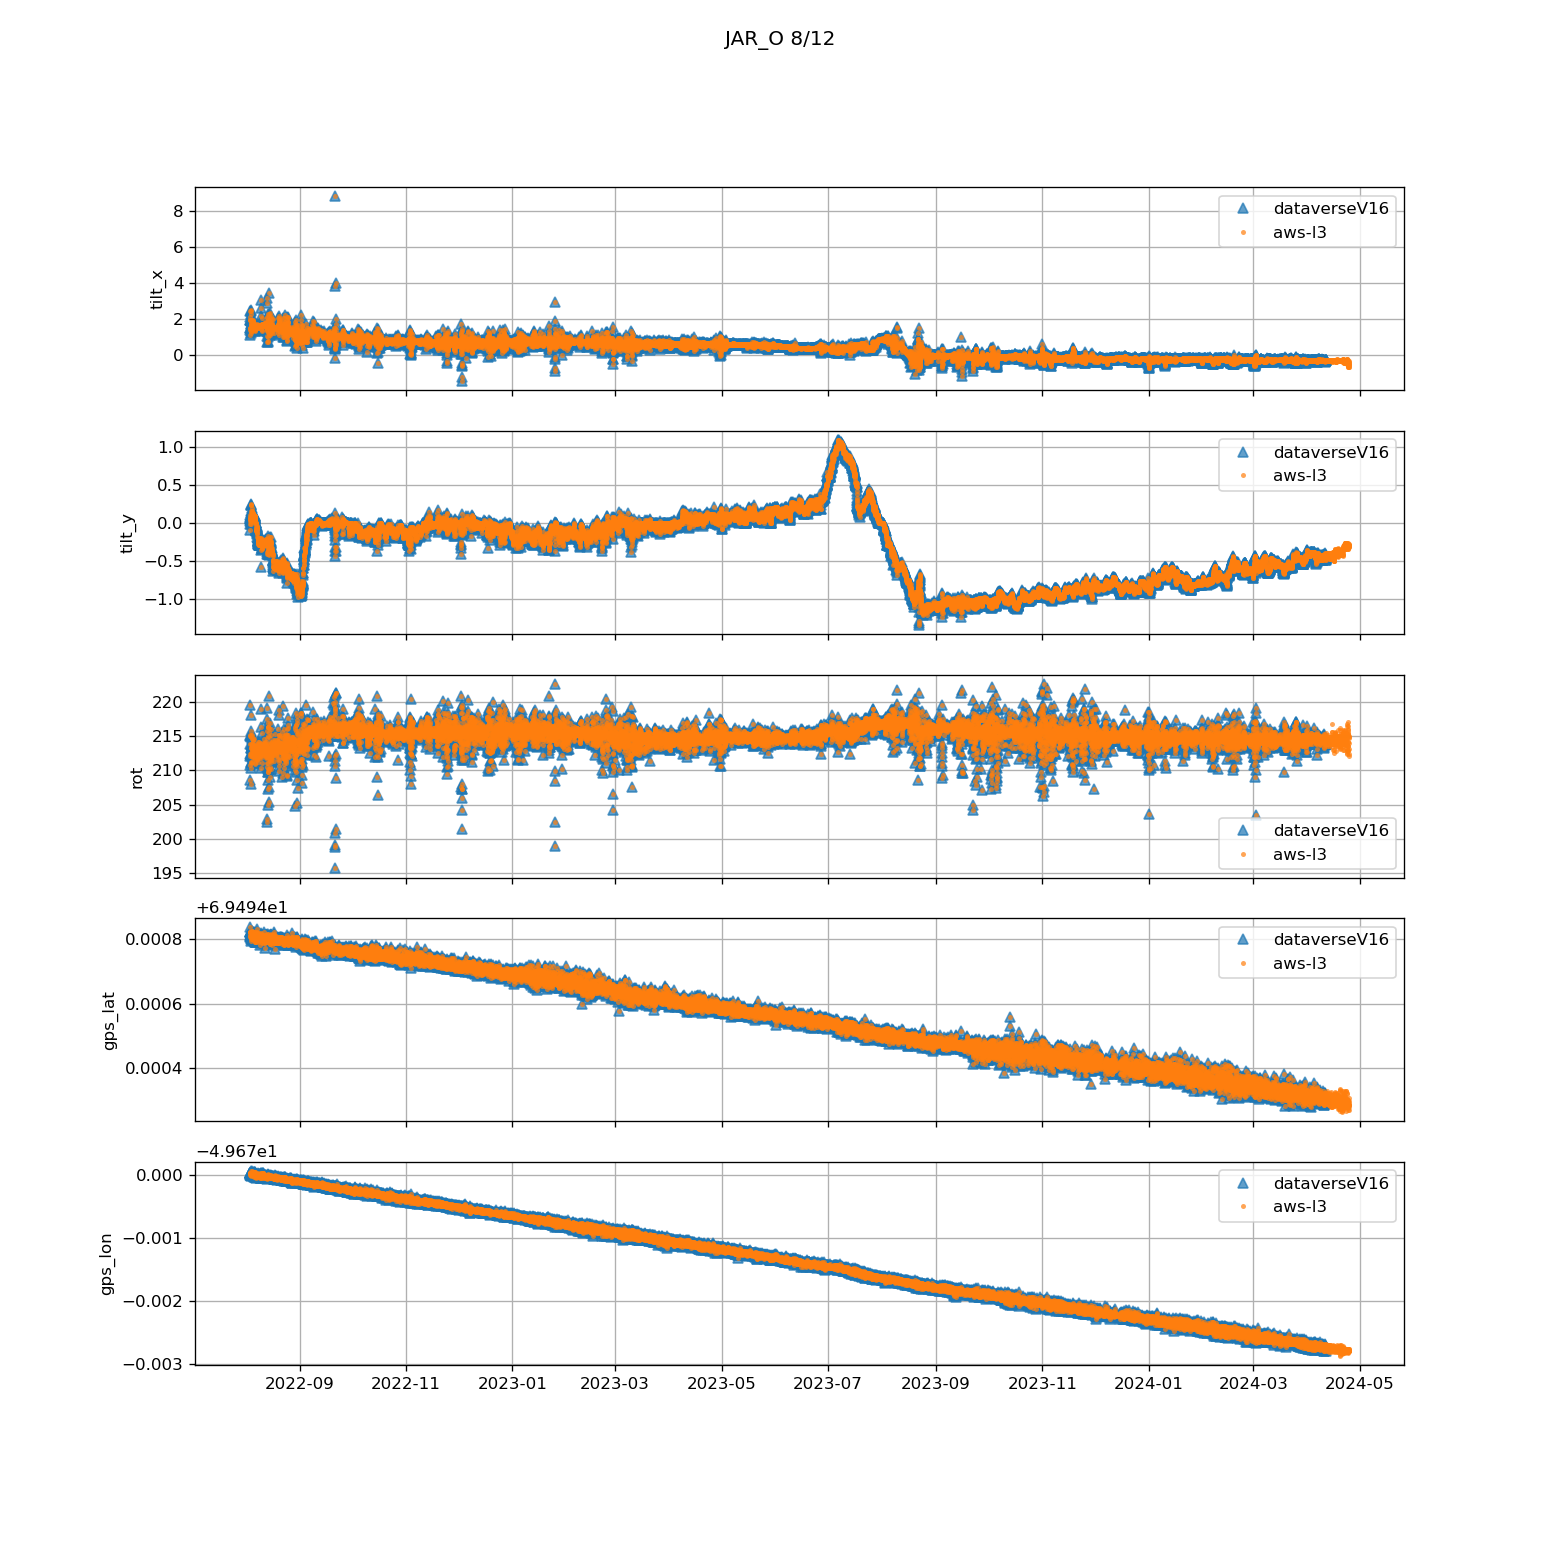 JAR_O 8/12
8
6
4
2
0
tilt_x
dataverseV16
aws-l3
1.0
0.5
0.0
−0.5
−1.0
tilt_y
dataverseV16
aws-l3
220
215
210
205
200
195
rot
dataverseV16
aws-l3
+6.9494e1
0.0008
0.0006
0.0004
gps_lat
dataverseV16
aws-l3
−4.967e1
0.000
−0.001
−0.002
−0.003
gps_lon
dataverseV16
aws-l3
2022-09 2022-11 2023-01 2023-03 2023-05 2023-07 2023-09 2023-11 2024-01 2024-03 2024-05